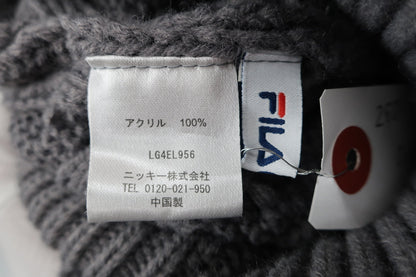 アクリル 100%
LG4EL956
ニッキー株式会社
TEL 0120-021-950
中国製
FILA